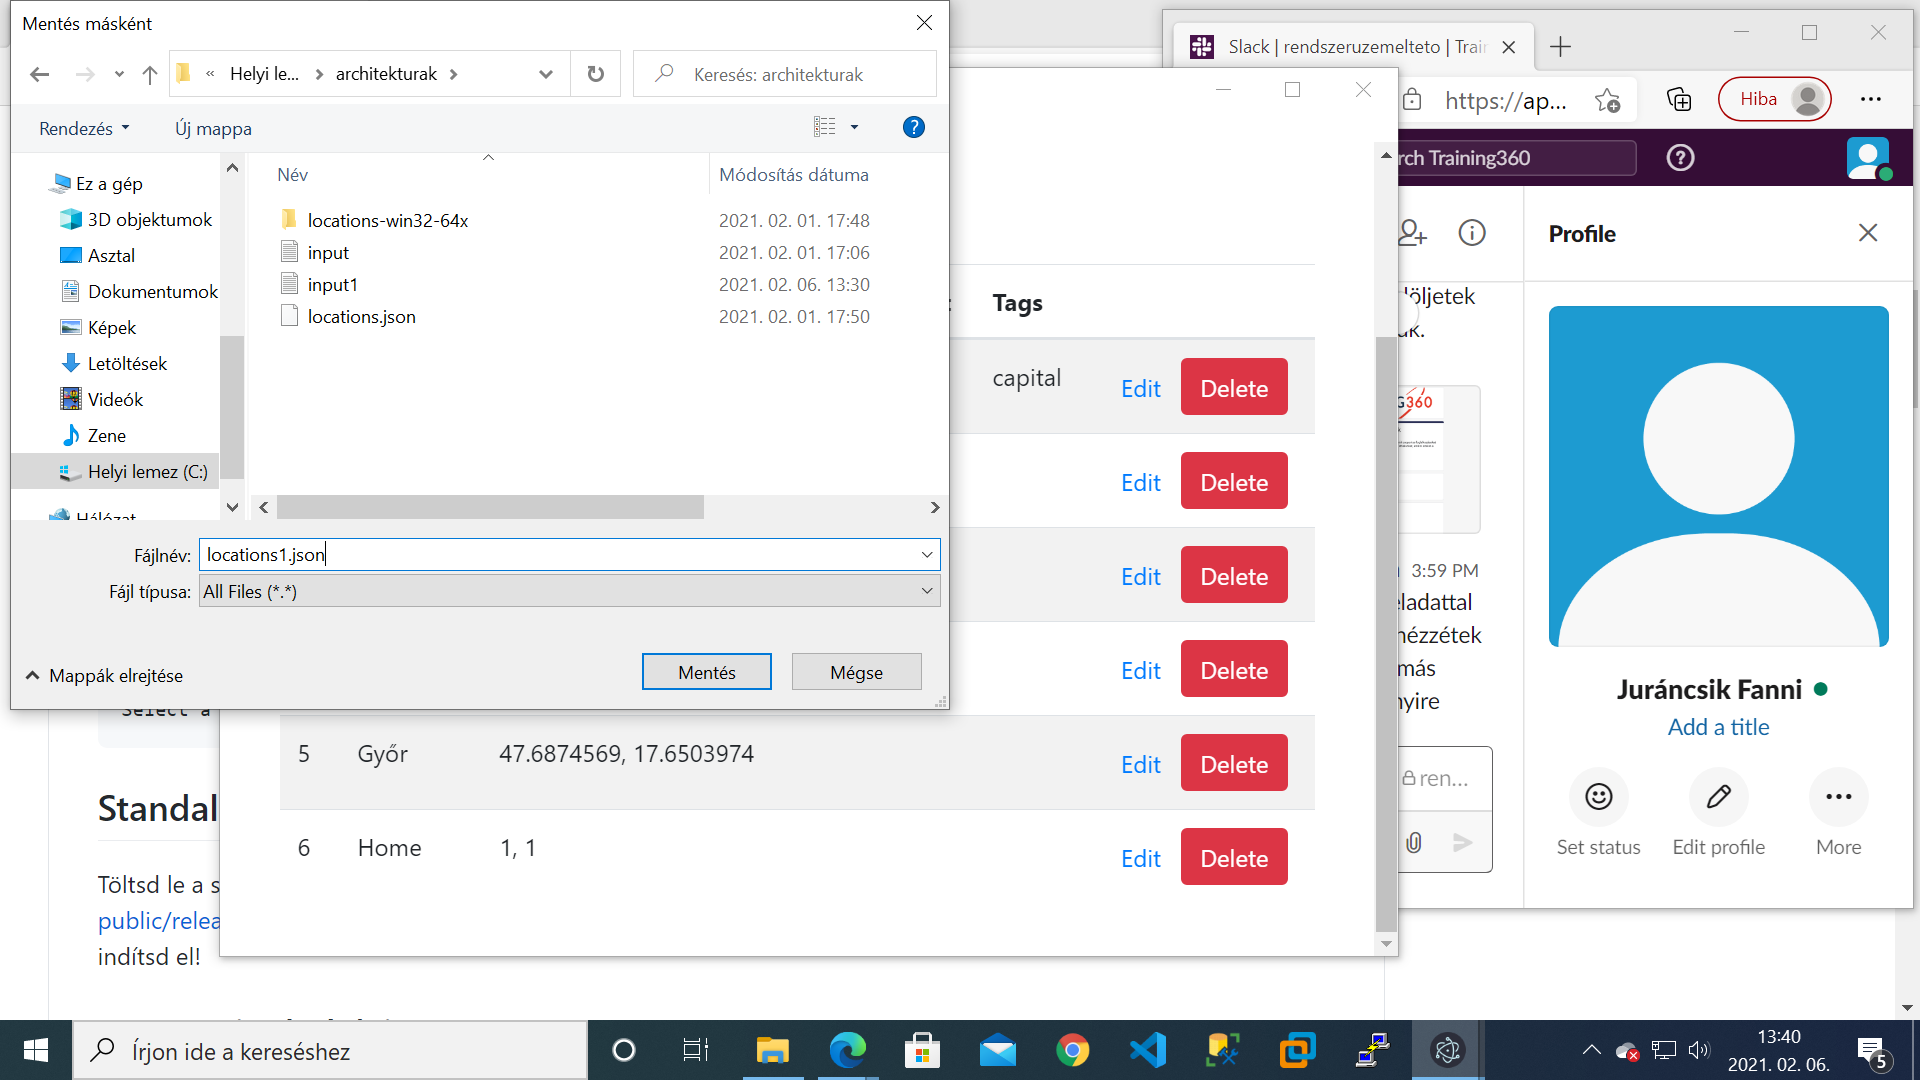 Mentés másként
«
Helyi le...
architekturak
Keresés: architekturak
Rendezés
Új mappa
?
Ez a gép
3D objektumok
Asztal
Dokumentumok
Képek
Letöltések
Videók
Zene
Helyi lemez (C:)
Hálózat
Név
Módosítás dátuma
locations-win32-64x
2021. 02. 01. 17:48
input
2021. 02. 01. 17:06
input1
2021. 02. 06. 13:30
locations.json
2021. 02. 01. 17:50
Fájlnév:
locations1.json
Fájl típusa:
All Files (*.*)
Mappák elrejtése
Mentés
Mégse
Tags
capital
Edit
Delete
Edit
Delete
Edit
Delete
Edit
Delete
5
Győr
47.6874569, 17.6503974
Edit
Delete
6
Home
1, 1
Edit
Delete
Select a
Standal
Töltsd le a s
public/relea
indítsd el!
Slack | rendszeruzemelteto | Trai
https://ap...
Hiba
rch Training360
Profile
löljetek
G360
3:59 PM
eladattal
nézzétek
más
nyire
ren...
Juráncsik Fanni
Add a title
Set status
Edit profile
More
Írjon ide a kereséshez
13:40
2021. 02. 06.
5